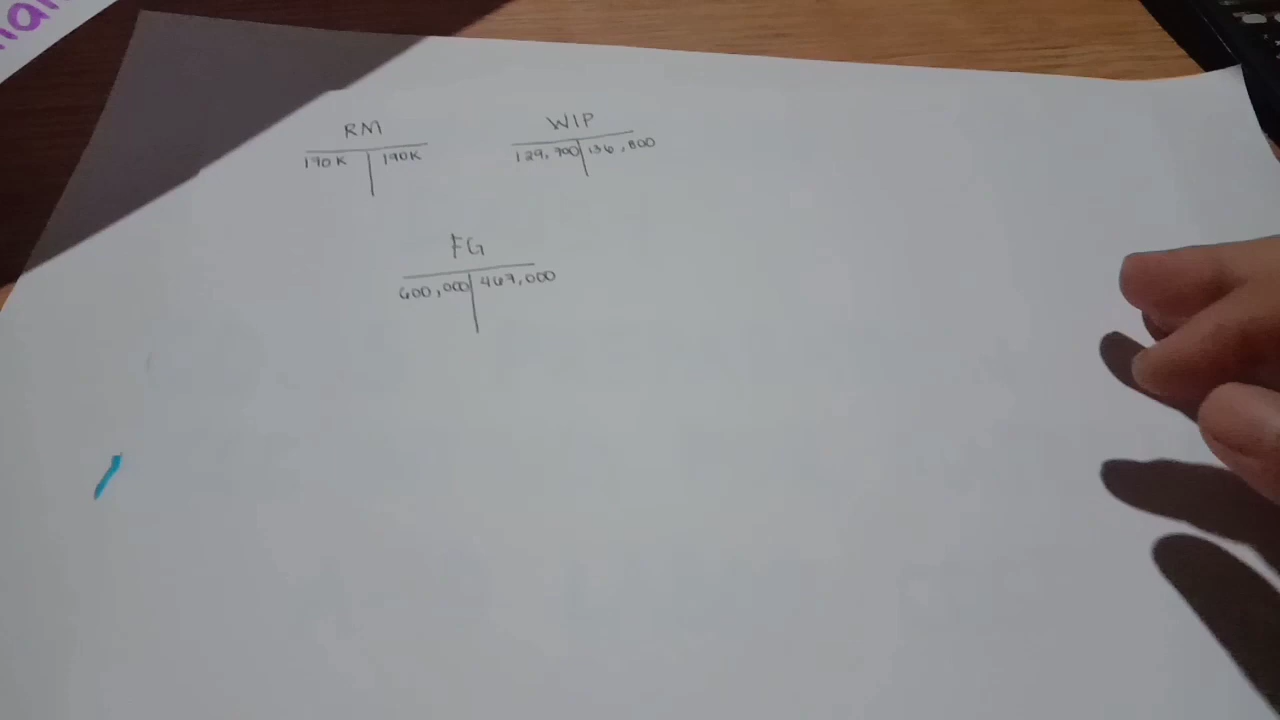 RM
190K 190K
WIP
129,700 136,800
FG
600,000 467,000